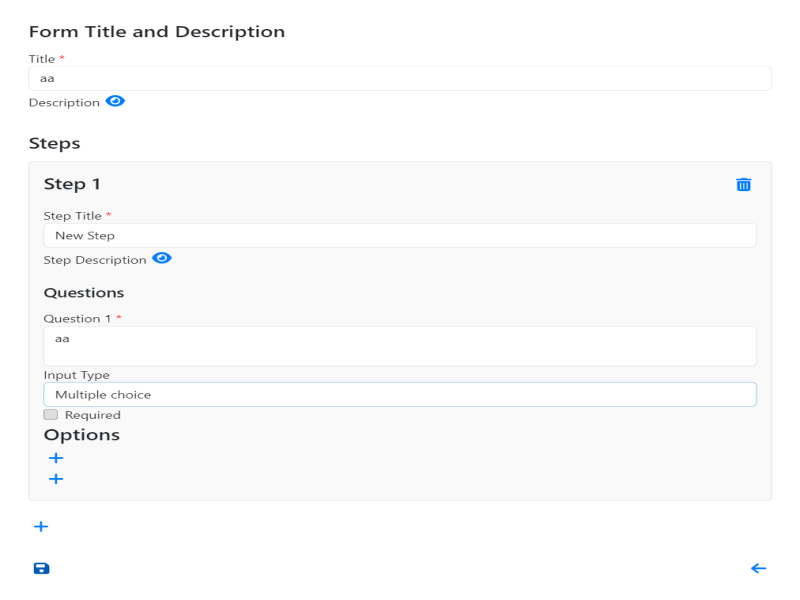 Form Title and Description
Title *
aa
Description
Steps
Step 1
Step Title *
New Step
Step Description
Questions
Question 1 *
aa
Input Type
Multiple choice
Required
Options